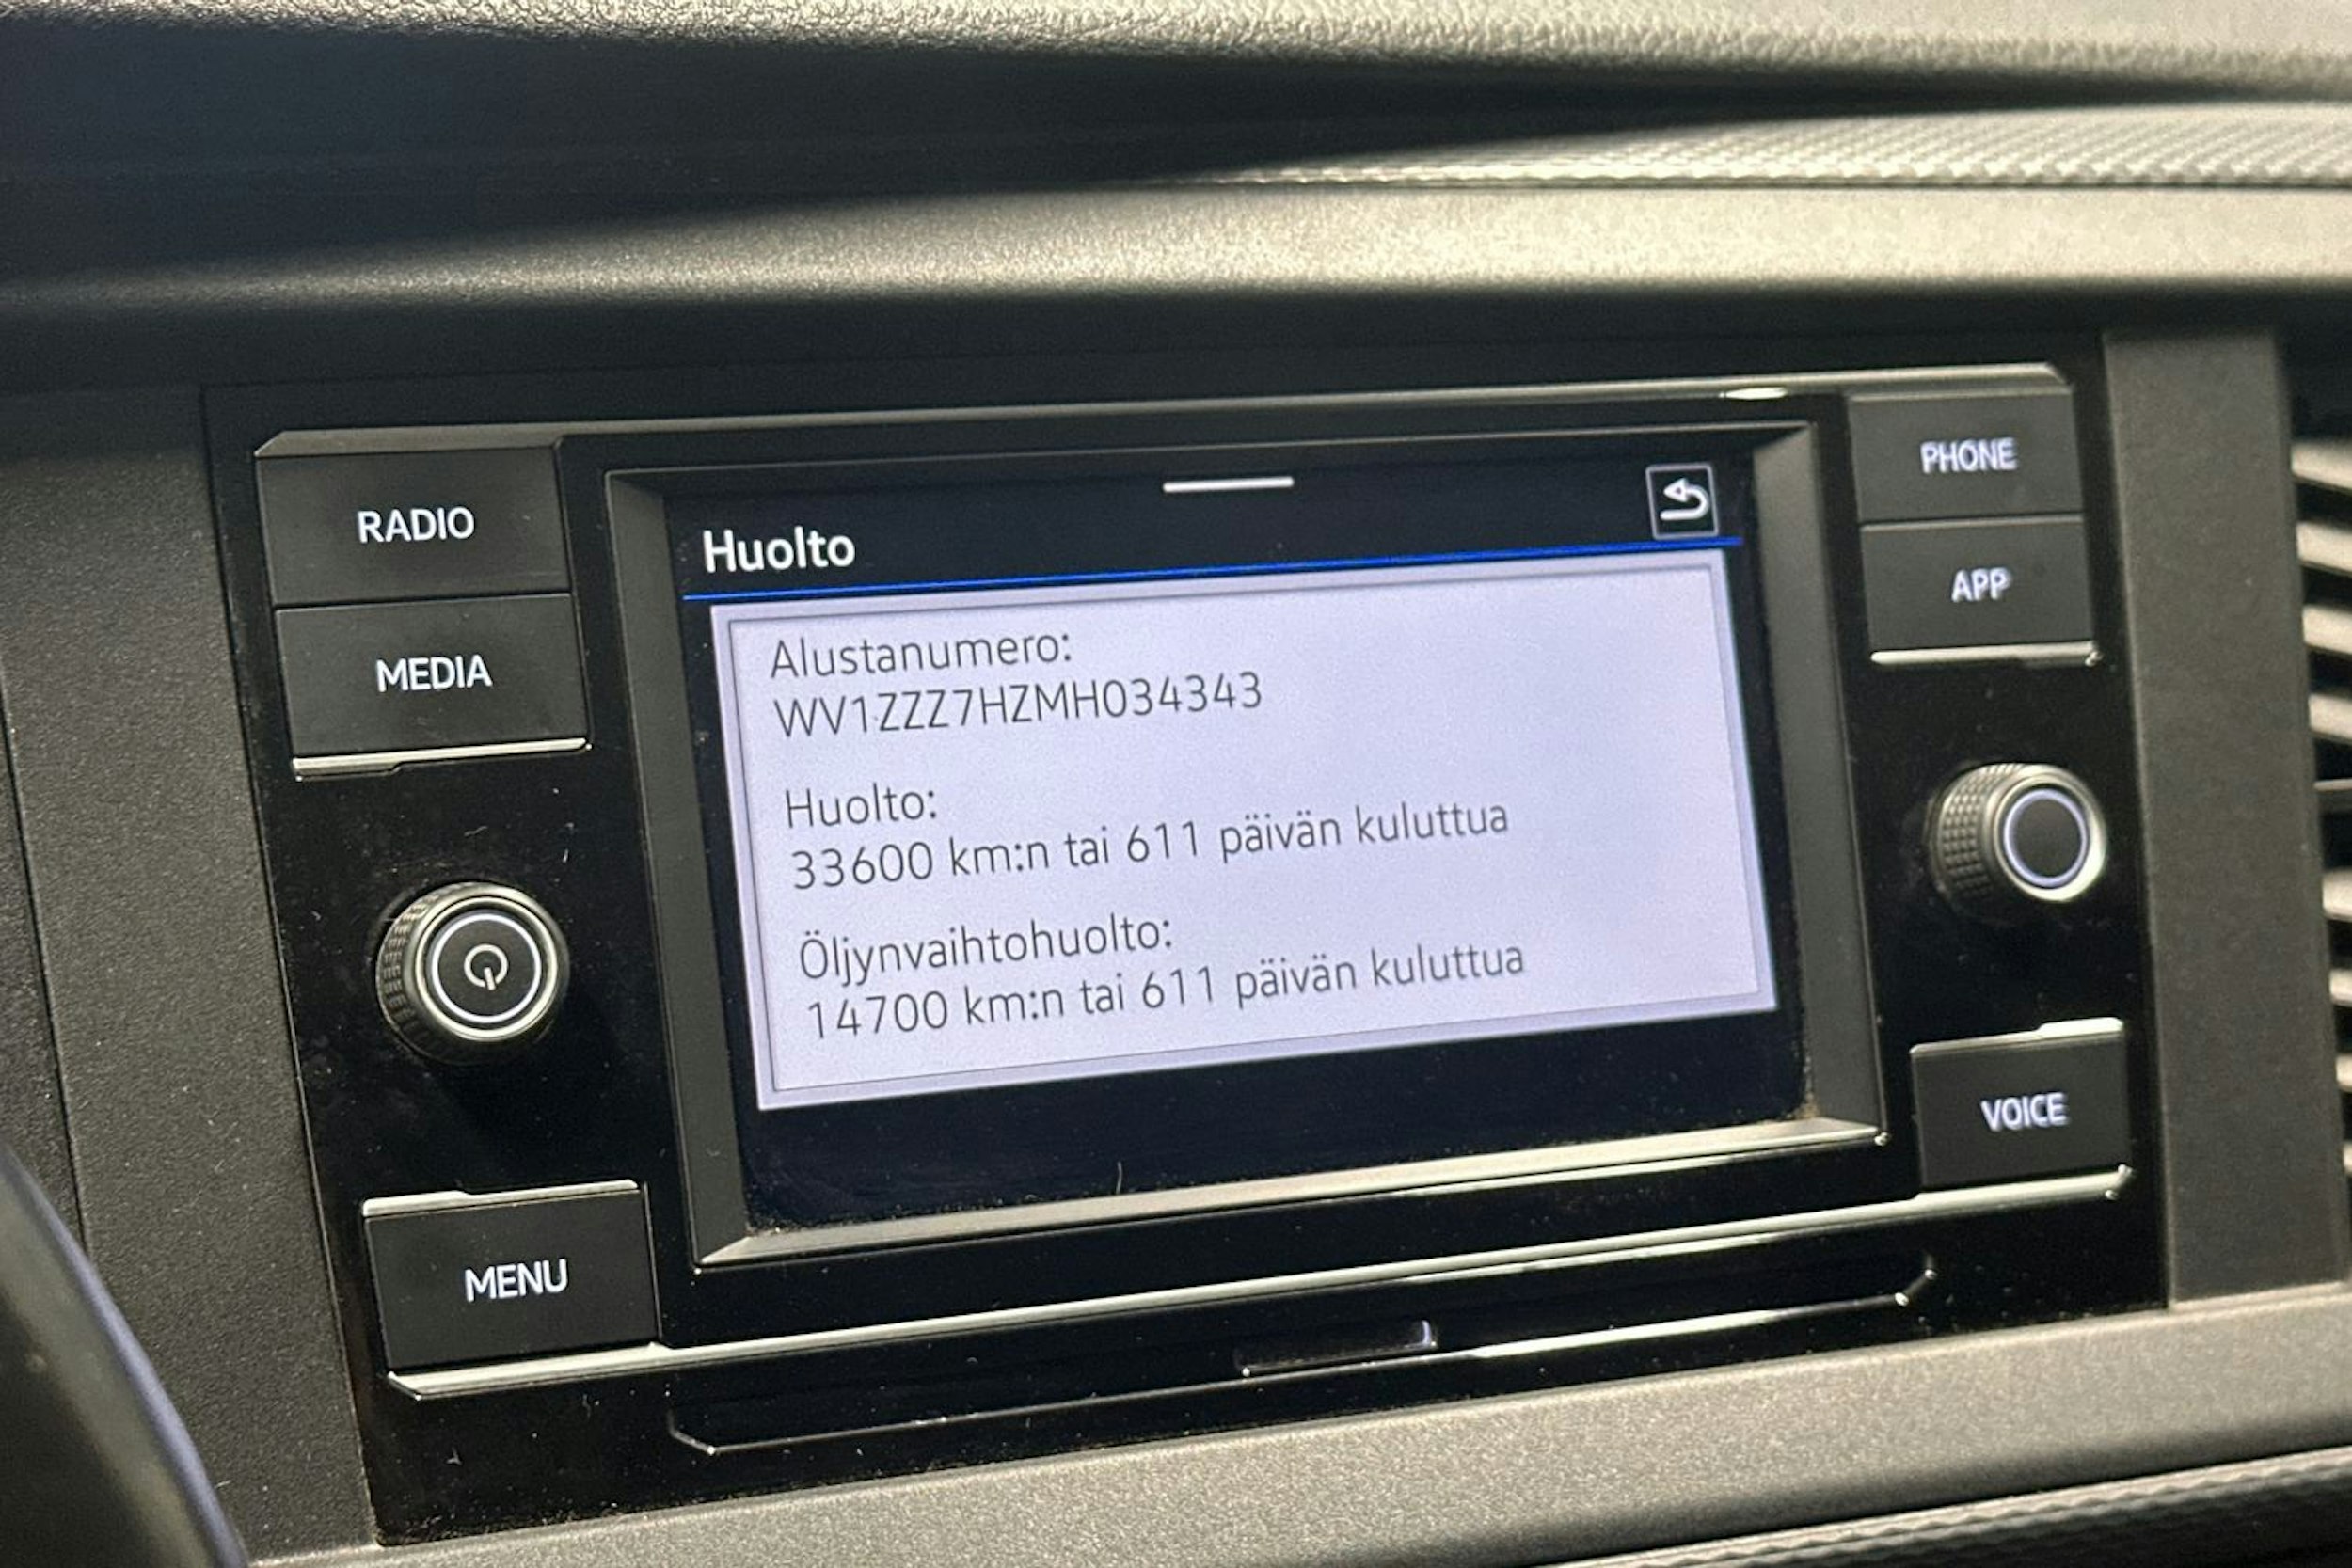 RADIO
MEDIA
MENU
Huolto
Alustanumero:
WV1ZZZ7HZMH034343
Huolto:
33600 km:n tai 611 päivän kuluttua
Öljynvaihtohuolto:
14700 km:n tai 611 päivän kuluttua
PHONE
APP
VOICE